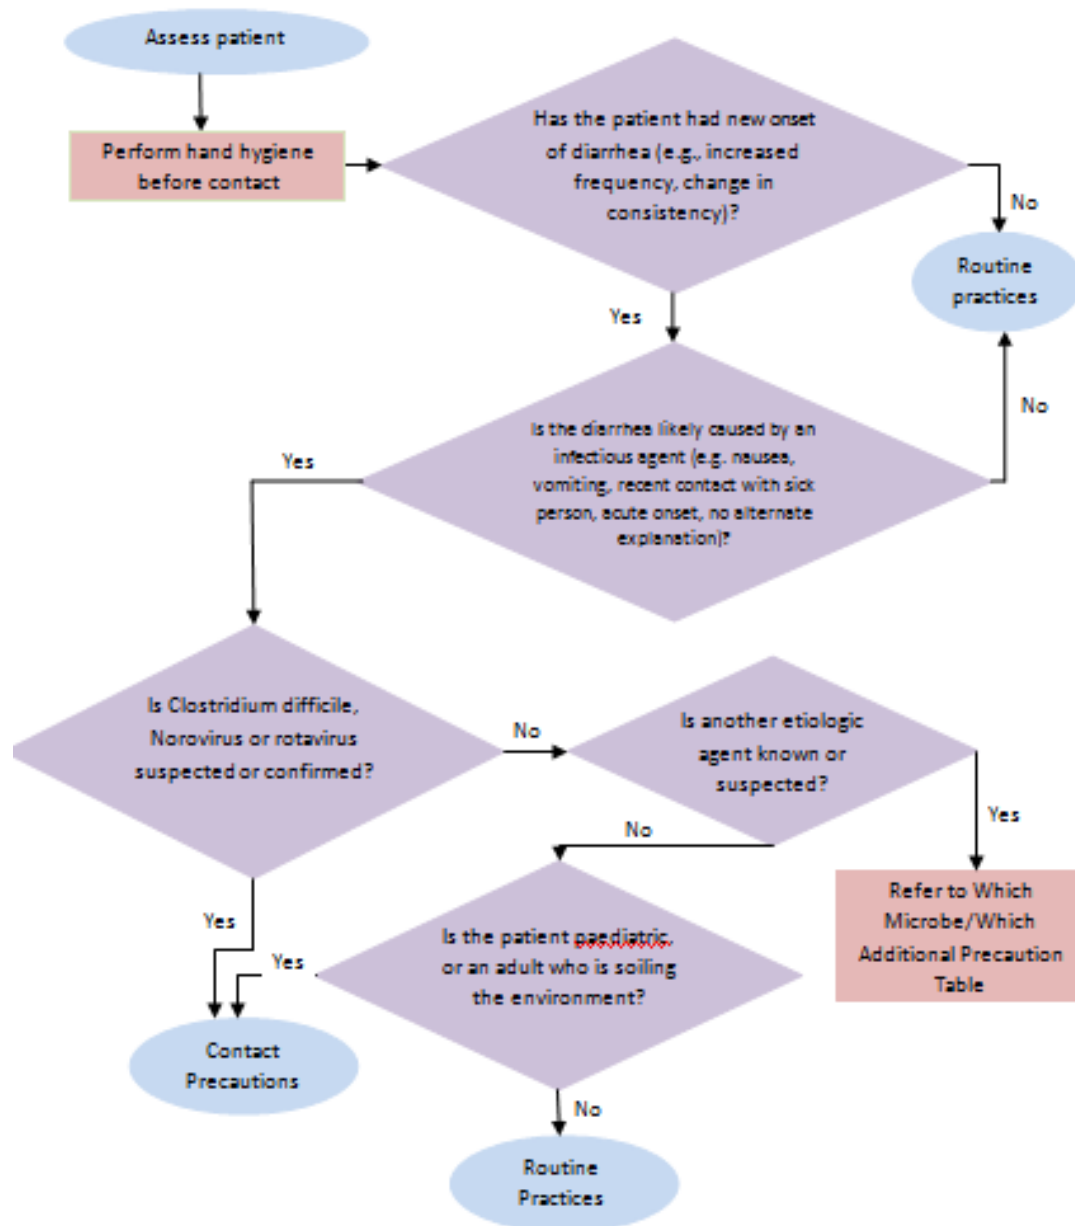 Assess patient
Perform hand hygiene
before contact
Has the patient had new onset
of diarrhea (e.g., increased
frequency, change in
consistency)?
No
Routine
practices
Yes
No
Is the diarrhea likely caused by an
infectious agent (e.g. nausea,
vomiting, recent contact with sick
person, acute onset, no alternate
explanation)?
Yes
Is Clostridium difficile,
Norovirus or rotavirus
suspected or confirmed?
No
Is another etiologic
agent known or
suspected?
Yes
No
Refer to Which
Microbe/Which
Additional Precaution
Table
Yes
Is the patient paediatric,
or an adult who is soiling
the environment?
Yes
Contact
Precautions
No
Routine
Practices